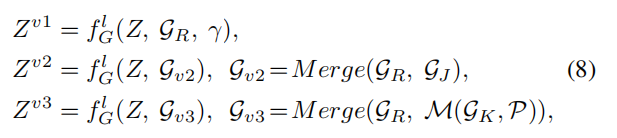 Z^{v1} = f_G^l(Z, 𝒢_R, γ),
Z^{v2} = f_G^l(Z, 𝒢_{v2}), 𝒢_{v2}=Merge(𝒢_R, 𝒢_J), (8)
Z^{v3} = f_G^l(Z, 𝒢_{v3}), 𝒢_{v3}=Merge(𝒢_R, ℳ(𝒢_K, 𝒫)),